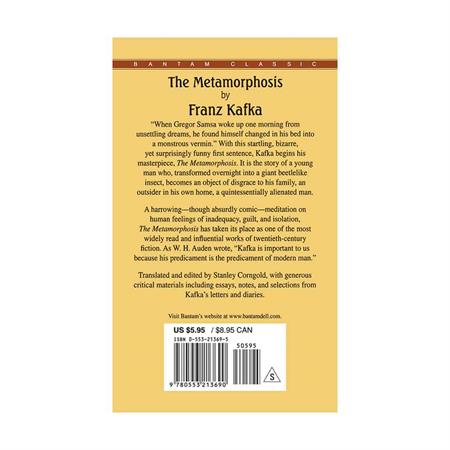 BANTAM CLASSIC
The Metamorphosis
by
Franz Kafka
“When Gregor Samsa woke up one morning from
unsettling dreams, he found himself changed in his bed into
a monstrous vermin.” With this startling, bizarre,
yet surprisingly funny first sentence, Kafka begins his
masterpiece, The Metamorphosis. It is the story of a young
man who, transformed overnight into a giant beetlelike
insect, becomes an object of disgrace to his family, an
outsider in his own home, a quintessentially alienated man.
A harrowing—though absurdly comic—meditation on
human feelings of inadequacy, guilt, and isolation,
The Metamorphosis has taken its place as one of the most
widely read and influential works of twentieth-century
fiction. As W. H. Auden wrote, “Kafka is important to us
because his predicament is the predicament of modern man.”
Translated and edited by Stanley Corngold, with generous
critical materials including essays, notes, and selections from
Kafka’s letters and diaries.
Visit Bantam’s website at www.bantamdell.com.
US $5.95 / $8.95 CAN
ISBN 0-553-21369-5
50595
9 780553 213690
S